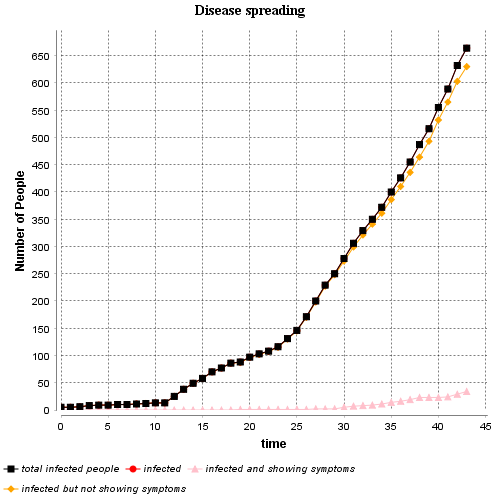 Disease spreading
Number of People
650
600
550
500
450
400
350
300
250
200
150
100
50
0
0 5 10 15 20 25 30 35 40 45
time
total infected people infected infected and showing symptoms
infected but not showing symptoms